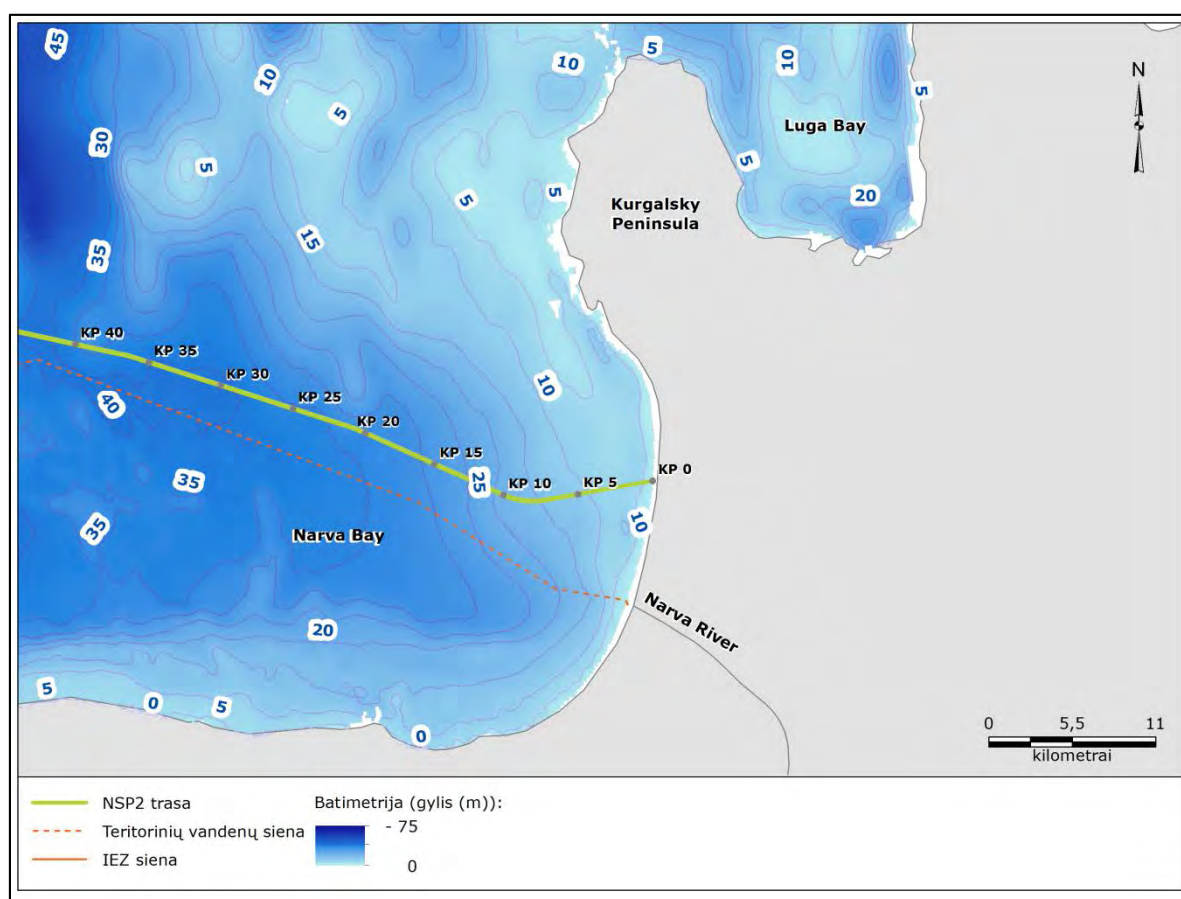 45
10
10
5
10
5
N
5
Luga Bay
30
5
5
5
5
Kurgalsky
Peninsula
20
15
35
KP 40
KP 35
KP 30
10
40
KP 25
KP 20
KP 15
KP 0
35
25
KP 10
KP 5
35
Narva Bay
10
Narva River
20
5
0
5
0
0 5,5 11
kilometrai
NSP2 trasa
Teritorinių vandenų siena
IEZ siena
Batimetrija (gylis (m)):
- 75
0